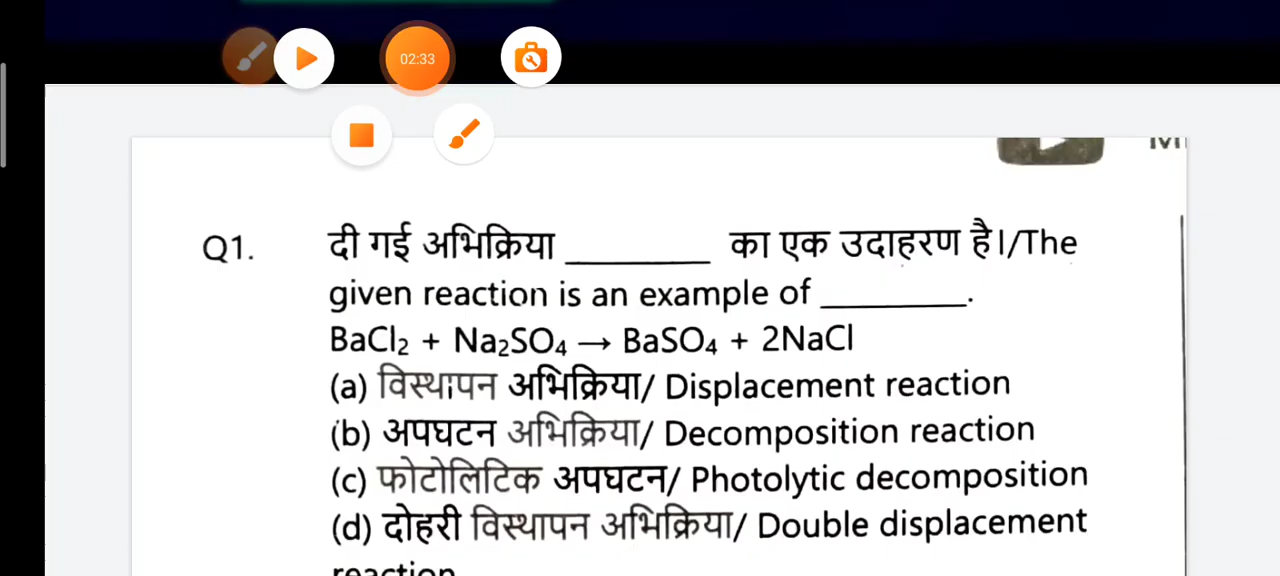 02:33
Q1. दी गई अभिक्रिया ________ का एक उदाहरण है।/The
given reaction is an example of ________.
BaCl₂ + Na₂SO₄ → BaSO₄ + 2NaCl
(a) विस्थापन अभिक्रिया/ Displacement reaction
(b) अपघटन अभिक्रिया/ Decomposition reaction
(c) फोटोलिटिक अपघटन/ Photolytic decomposition
(d) दोहरी विस्थापन अभिक्रिया/ Double displacement
reaction